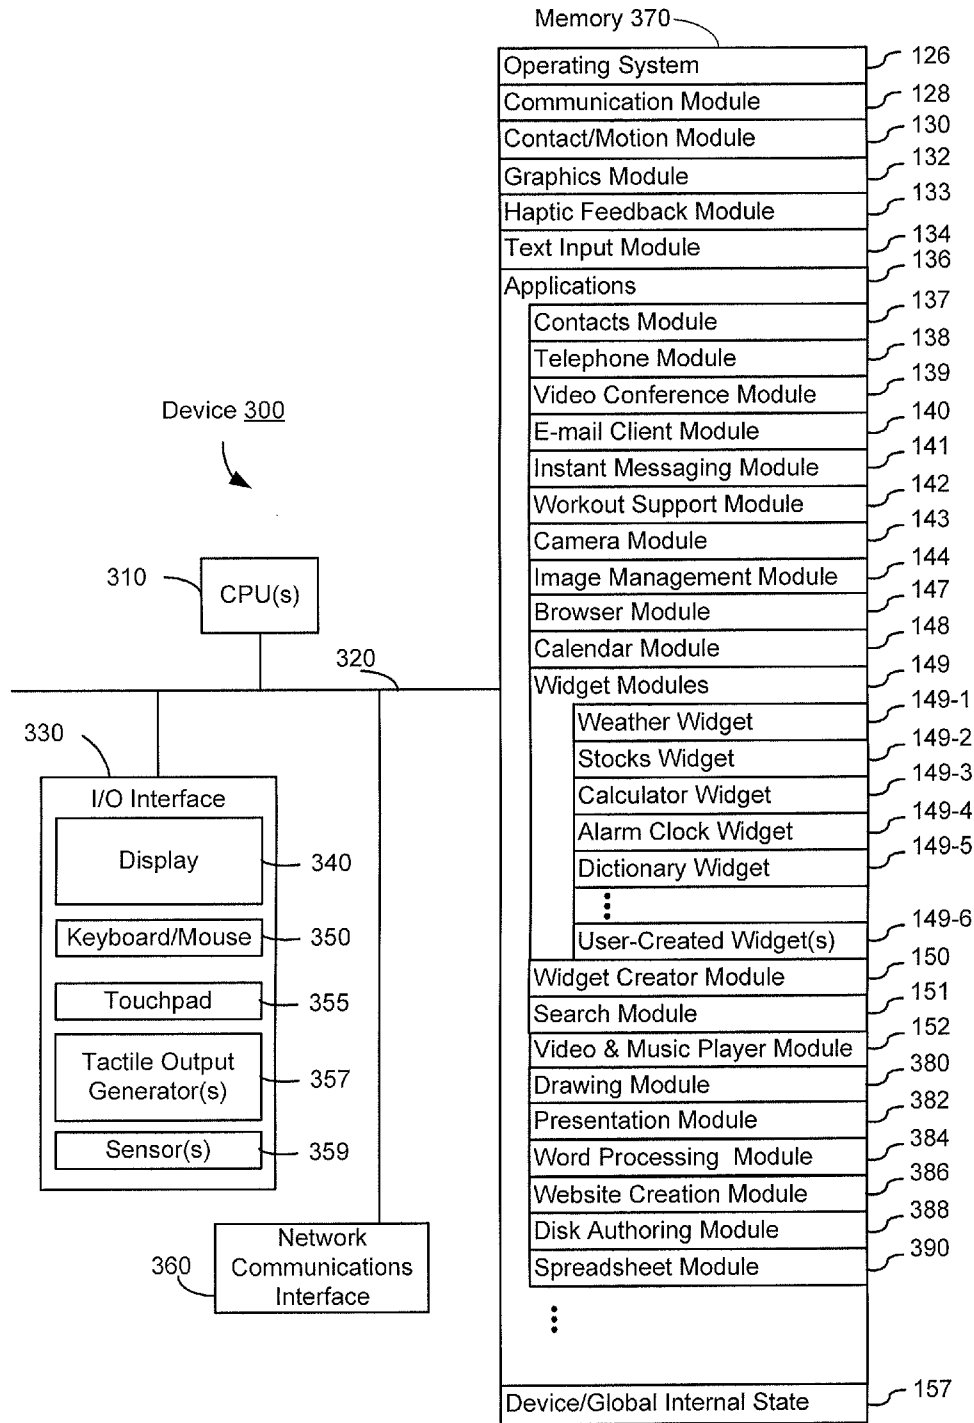 Memory 370
Operating System 126
Communication Module 128
Contact/Motion Module 130
Graphics Module 132
Haptic Feedback Module 133
Text Input Module 134
Applications 136
Contacts Module 137
Telephone Module 138
Video Conference Module 139
E-mail Client Module 140
Instant Messaging Module 141
Workout Support Module 142
Camera Module 143
Image Management Module 144
Browser Module 147
Calendar Module 148
Widget Modules 149
Weather Widget 149-1
Stocks Widget 149-2
Calculator Widget 149-3
Alarm Clock Widget 149-4
Dictionary Widget 149-5
User-Created Widget(s) 149-6
Widget Creator Module 150
Search Module 151
Video & Music Player Module 152
Drawing Module 380
Presentation Module 382
Word Processing Module 384
Website Creation Module 386
Disk Authoring Module 388
Spreadsheet Module 390
Device/Global Internal State 157
Device 300
310 CPU(s)
320
330
I/O Interface
Display 340
Keyboard/Mouse 350
Touchpad 355
Tactile Output
Generator(s) 357
Sensor(s) 359
360
Network
Communications
Interface